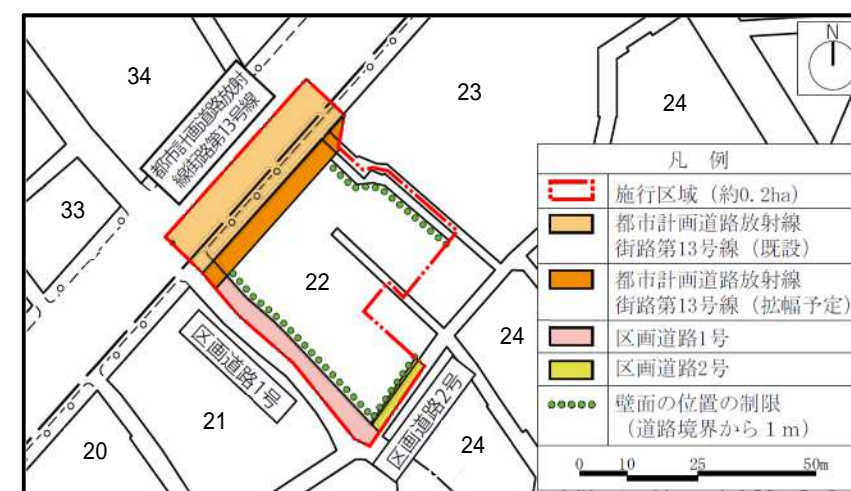 34
都市計画道路放射
線街路第13号線
23
24
N
33
22
24
区画道路1号
21
区画道路2号
20
24
凡 例
施行区域（約0.2ha）
都市計画道路放射線
街路第13号線（既設）
都市計画道路放射線
街路第13号線（拡幅予定）
区画道路1号
区画道路2号
壁面の位置の制限
（道路境界から1m）
0 10 25 50m